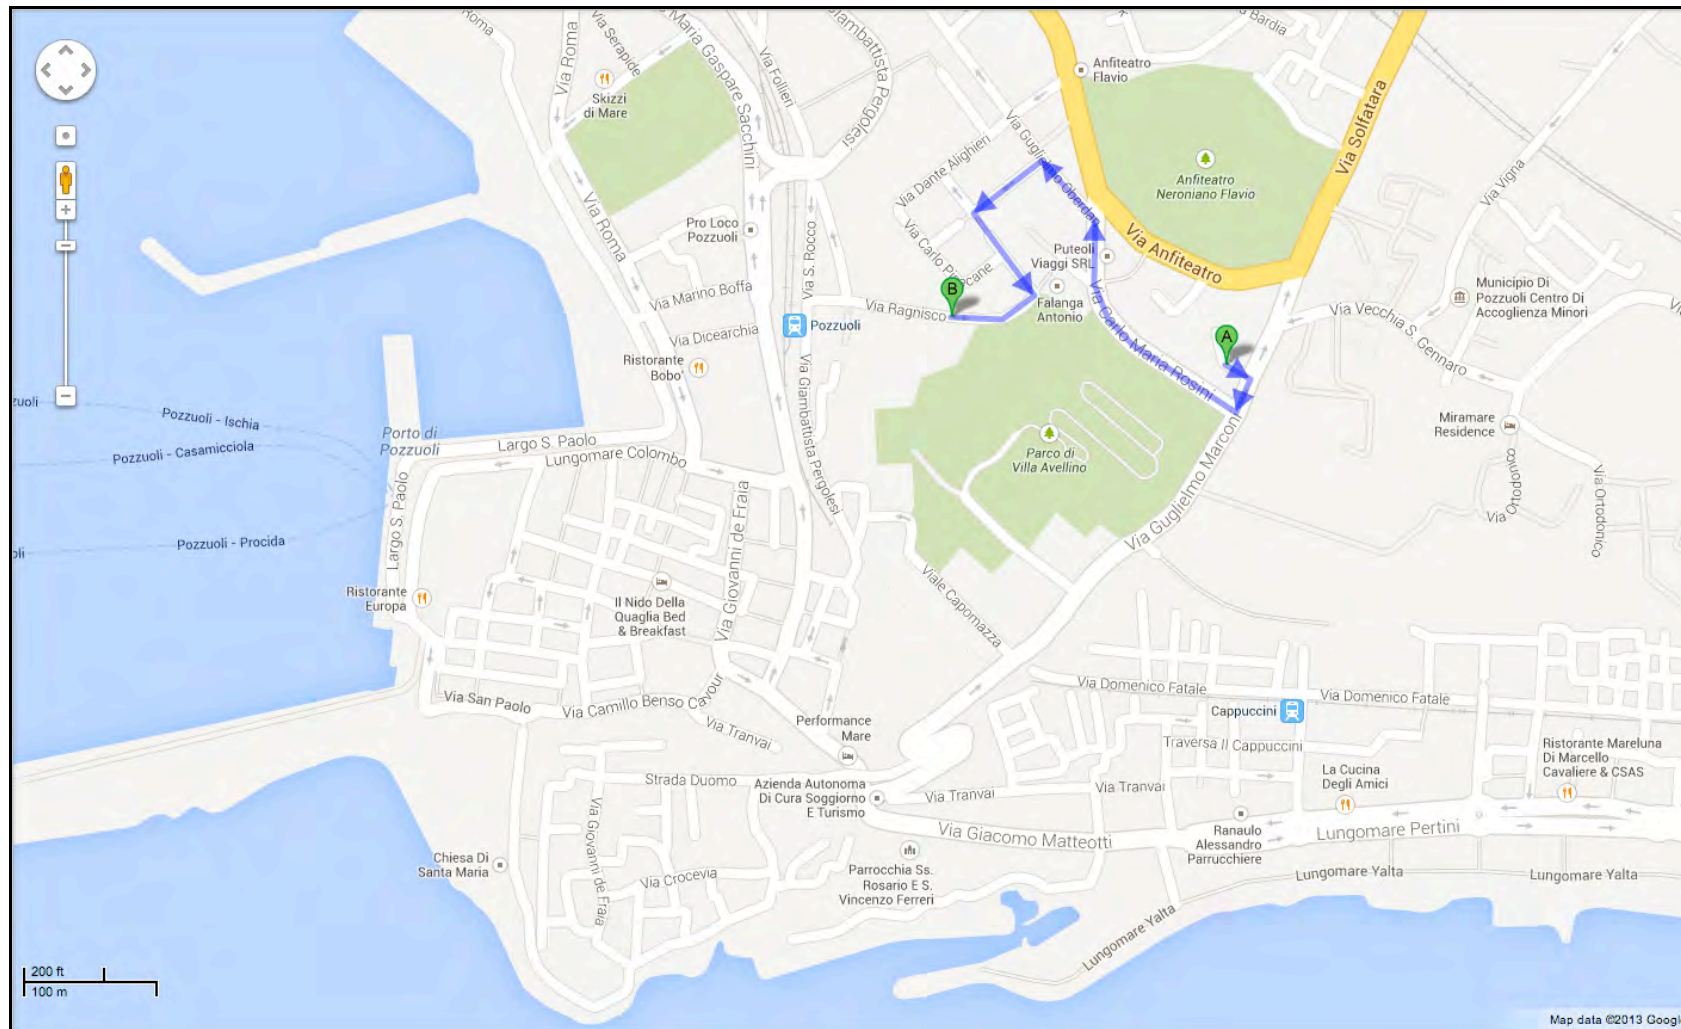 Roma
Via Serapide
Via Roma
Maria Gaspare Sacchini
Via Follieri
Giambattista Pergolesi
Bardia
Anfiteatro
Flavio
Via Solfatara
Skizzi
di Mare
Via Guglielmo Oberdan
Via Dante Alighieri
Anfiteatro
Neroniano Flavio
Via Vigna
Via Roma
Pro Loco
Pozzuoli
Via S. Rocco
Via Carlo Pisacane
Puteoli
Viaggi SRL
Via Anfiteatro
Via Marino Boffa
B
Via Ragnisco
Falanga
Antonio
Municipio Di
Pozzuoli Centro Di
Accoglienza Minori
Pozzuoli
Via Dicearchia
A
Via Vecchia S. Gennaro
Ristorante
Bobo'
Via Carlo Maria Rosini
zuoli
Pozzuoli - Ischia
Pozzuoli - Casamicciola
Porto di
Pozzuoli
Largo S. Paolo
Lungomare Colombo
Via Giambattista Pergolesi
Parco di
Villa Avellino
Miramare
Residence
Via Guglielmo Marconi
Via Ortodonico
Via Ortodonico
Largo S. Paolo
Via Giovanni de Fraia
oli
Pozzuoli - Procida
Ristorante
Europa
Il Nido Della
Quaglia Bed
& Breakfast
Viale Capomazza
Via San Paolo
Via Camillo Benso Cavour
Via Tranvai
Performance
Mare
Via Domenico Fatale
Via Domenico Fatale
Cappuccini
Traversa II Cappuccini
Ristorante Mareluna
Di Marcello
Cavaliere & CSAS
Strada Duomo
Azienda Autonoma
Di Cura Soggiorno
E Turismo
Via Tranvai
Via Tranvai
La Cucina
Degli Amici
Via Giacomo Matteotti
Ranaulo
Alessandro
Parrucchiere
Lungomare Pertini
Via Giovanni de Fraia
Chiesa Di
Santa Maria
Via Crocevia
Parrocchia Ss.
Rosario E S.
Vincenzo Ferreri
Lungomare Yalta
Lungomare Yalta
Lungomare Yalta
200 ft
100 m
Map data ©2013 Google